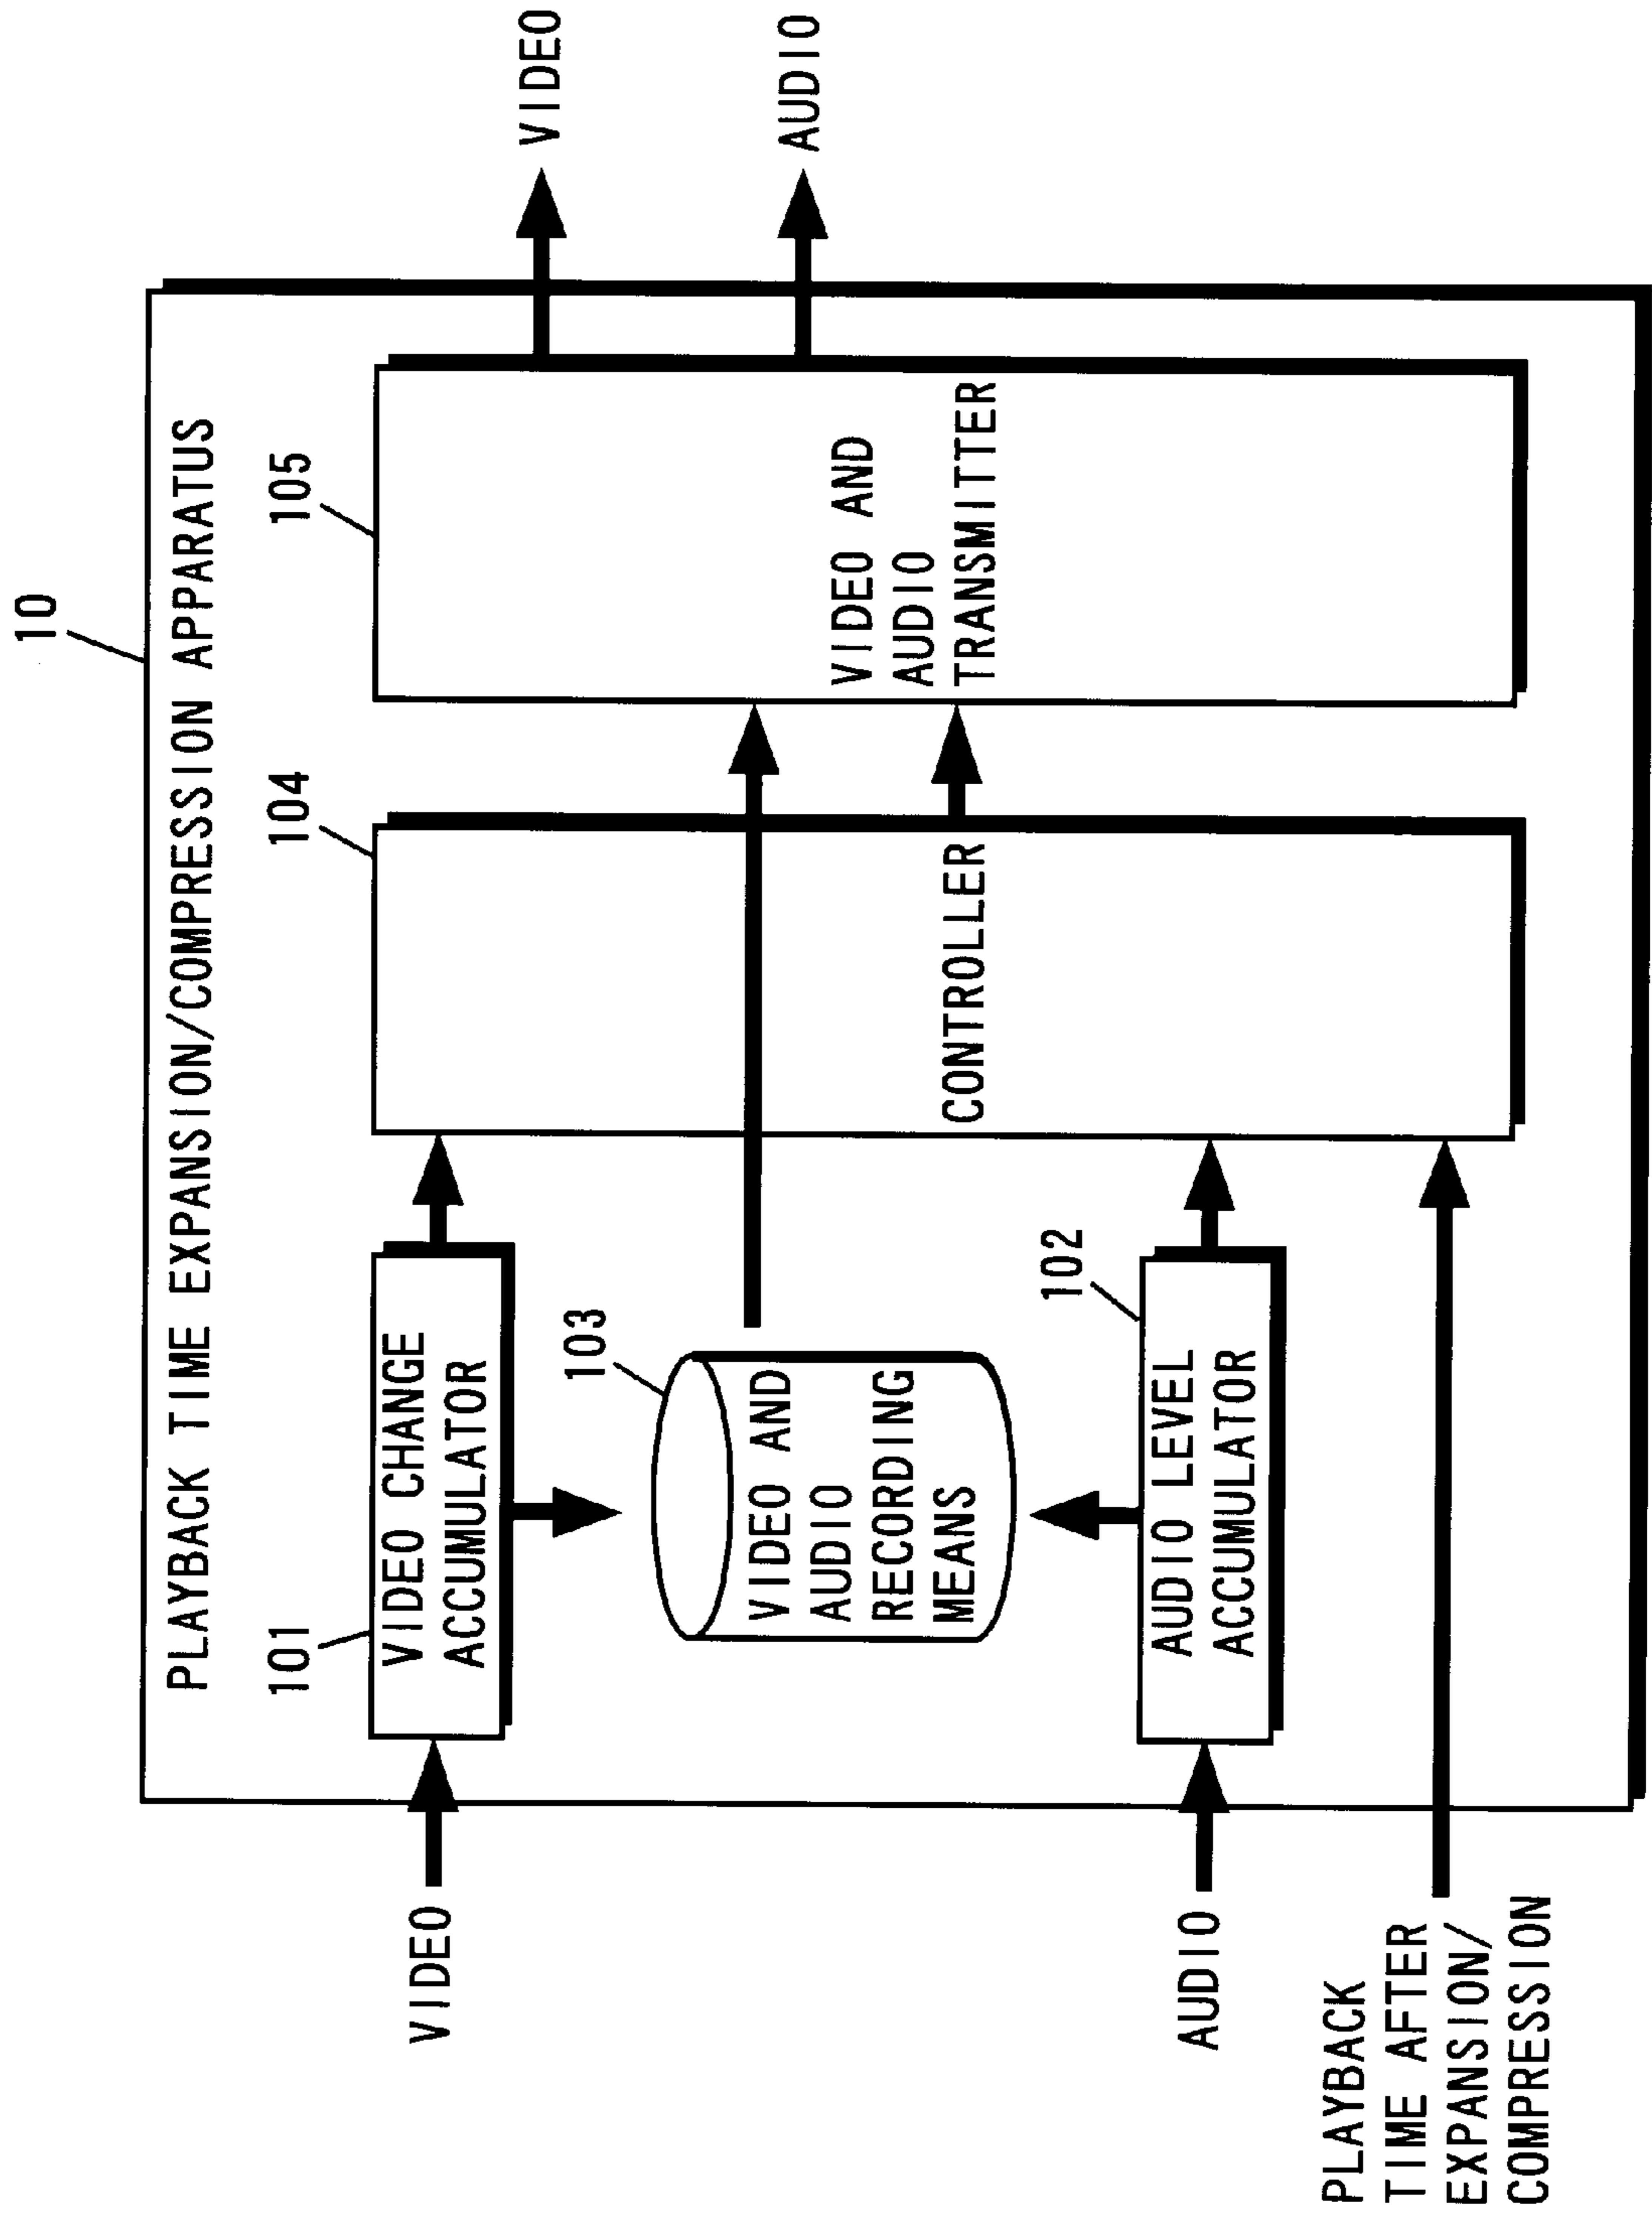 10
PLAYBACK TIME EXPANSION/COMPRESSION APPARATUS
101
104
105
VIDEO
VIDEO CHANGE
ACCUMULATOR
VIDEO
103
VIDEO AND
AUDIO
RECORDING
MEANS
CONTROLLER
VIDEO AND
AUDIO
TRANSMITTER
AUDIO
102
AUDIO
AUDIO LEVEL
ACCUMULATOR
PLAYBACK
TIME AFTER
EXPANSION/
COMPRESSION